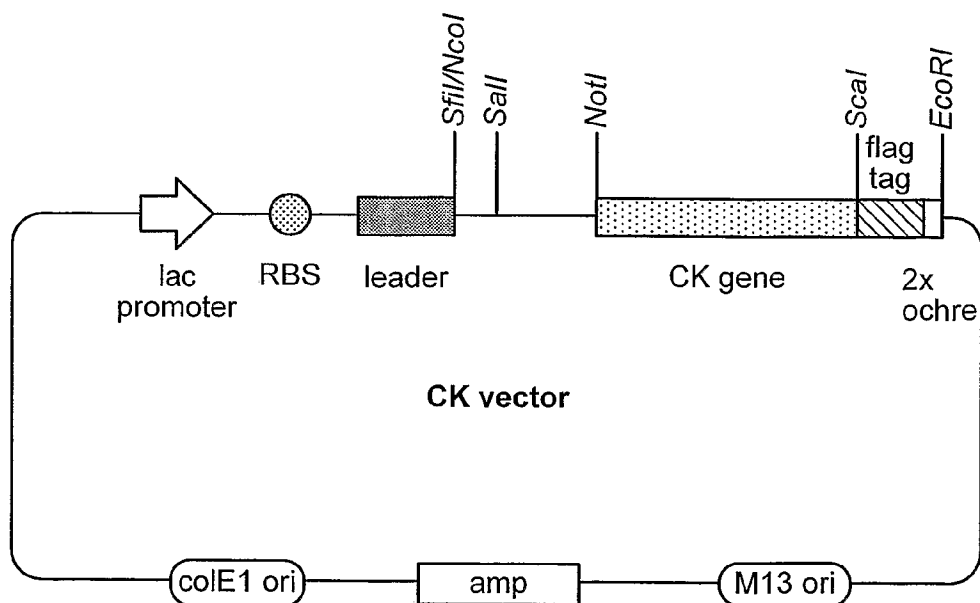 SfiI/NcoI
SalI
NotI
ScaI
EcoRI
flag
tag
lac
promoter
RBS
leader
CK gene
2x
ochre
CK vector
colE1 ori
amp
M13 ori